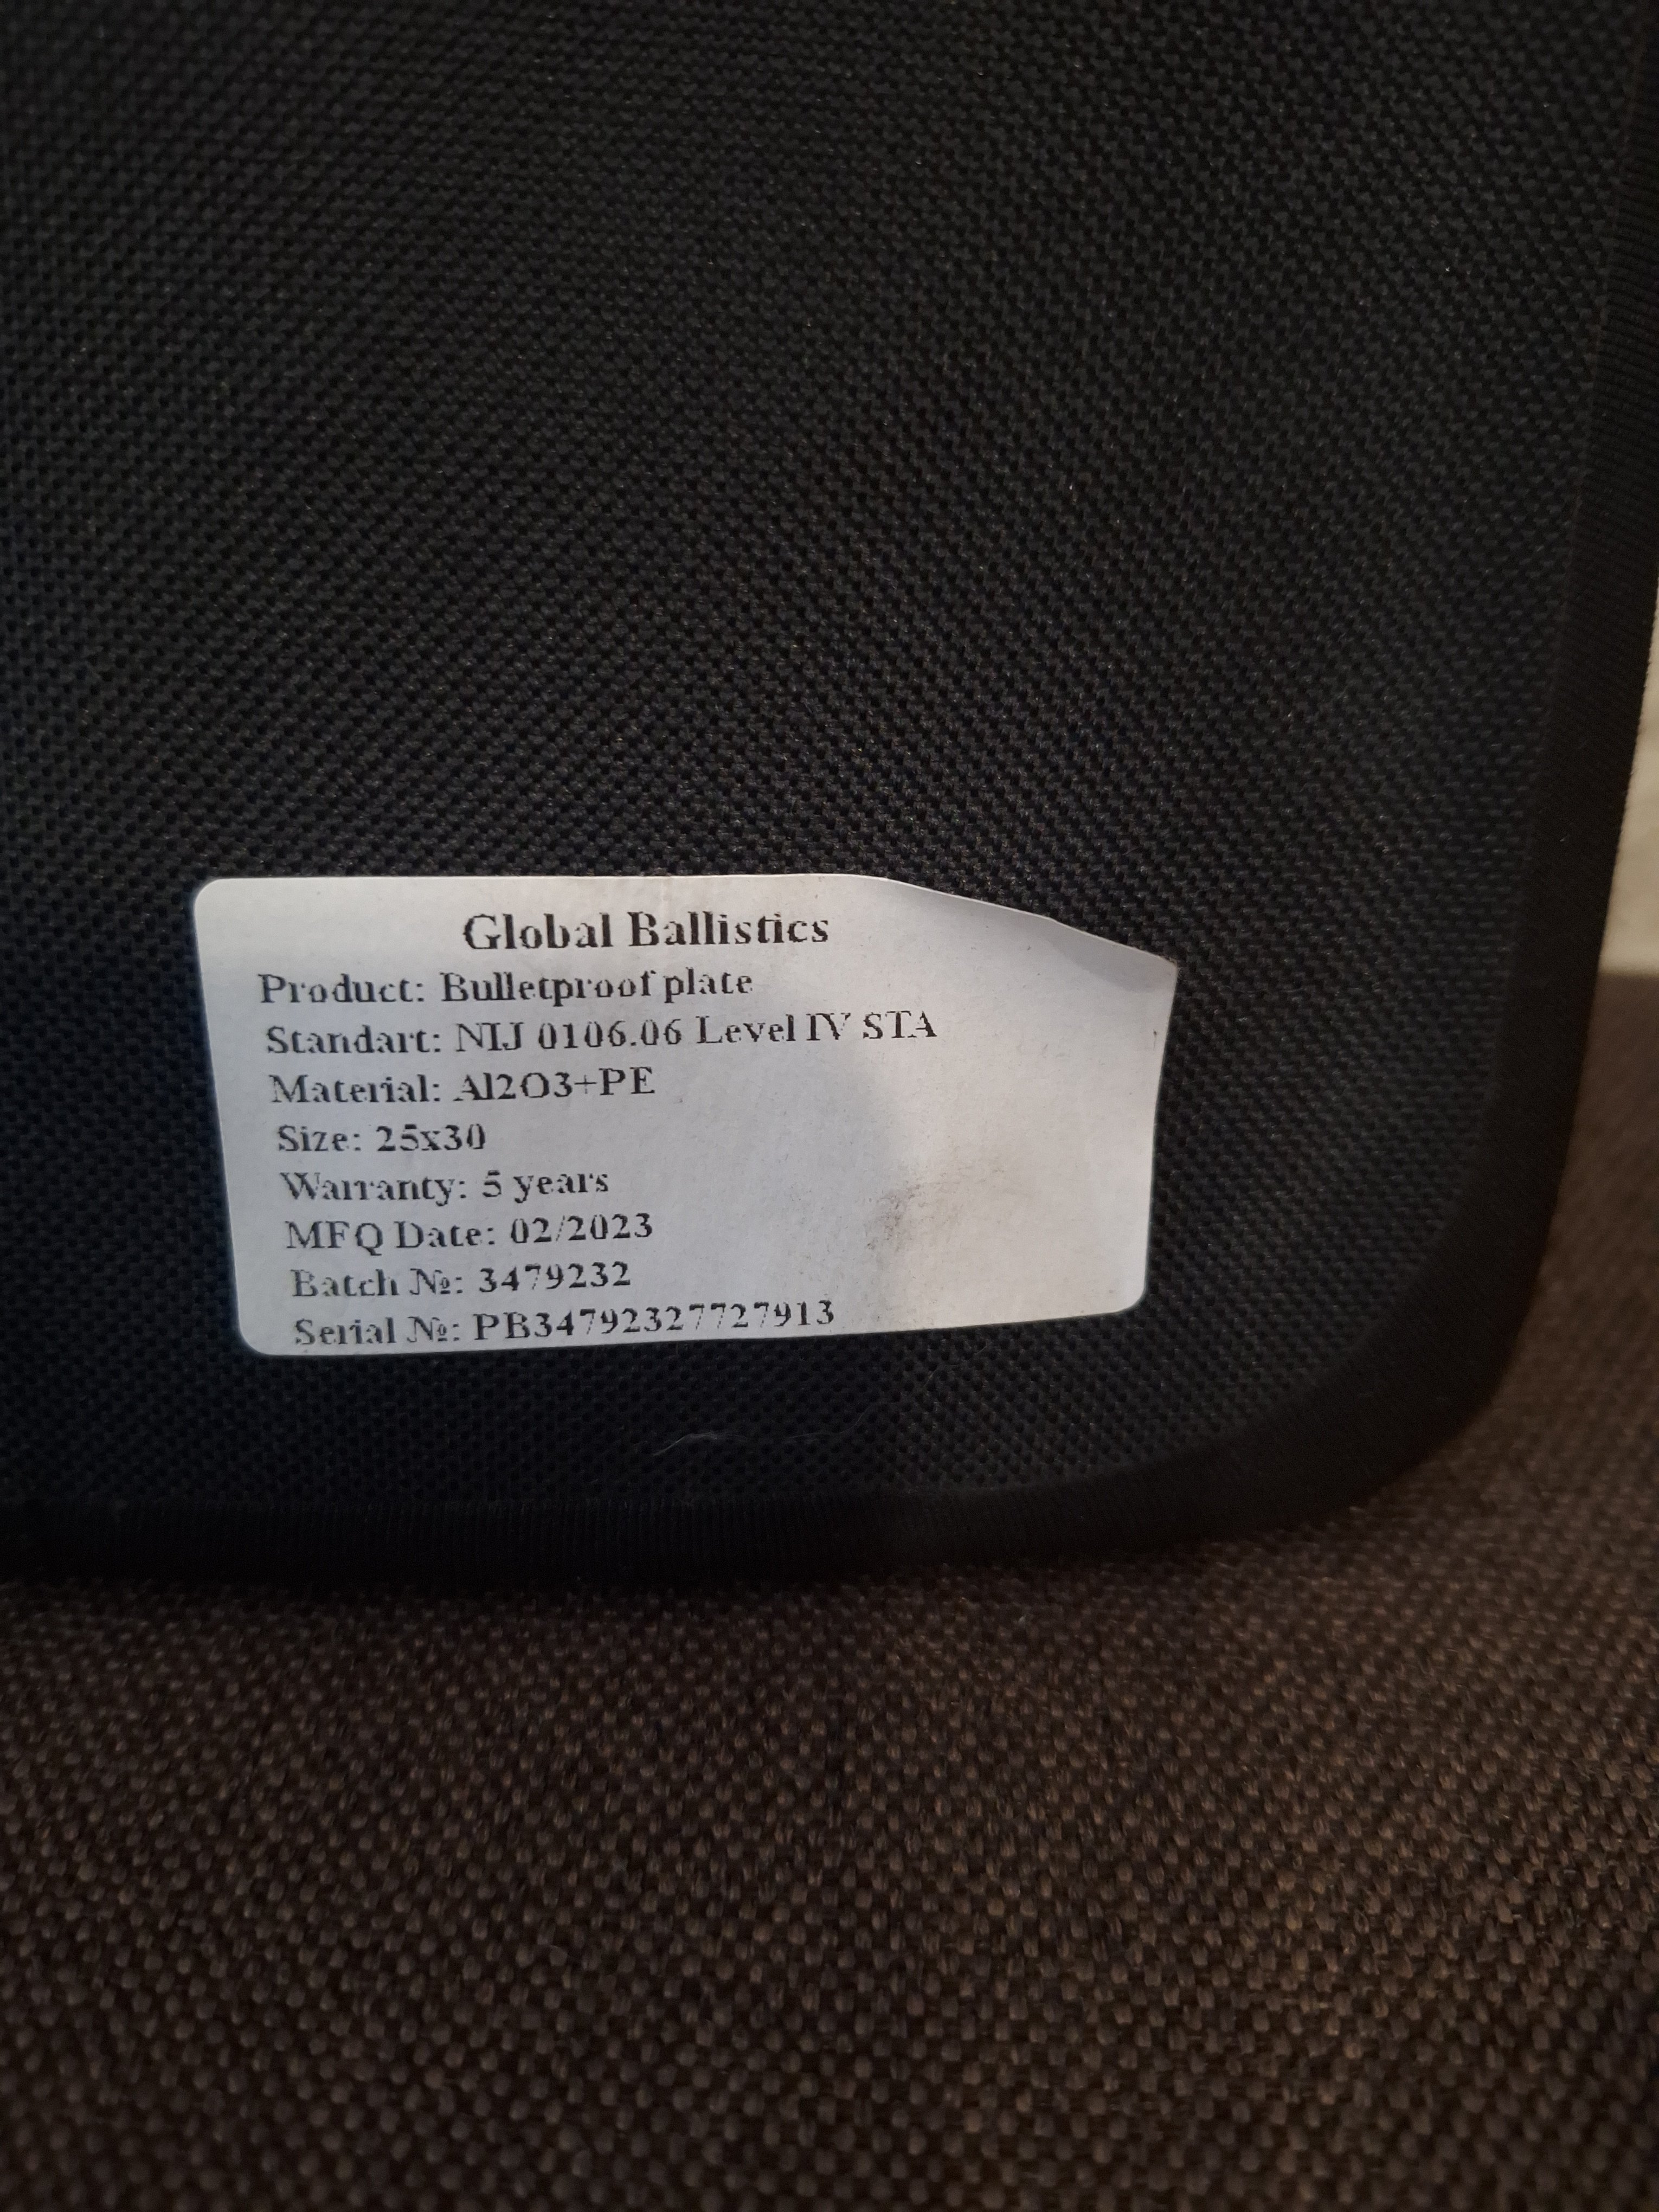 Global Ballistics
Product: Bulletproof plate
Standart: NIJ 0106.06 Level IV STA
Material: Al2O3+PE
Size: 25x30
Warranty: 5 years
MFQ Date: 02/2023
Batch №: 3479232
Serial №: PB34792327727913